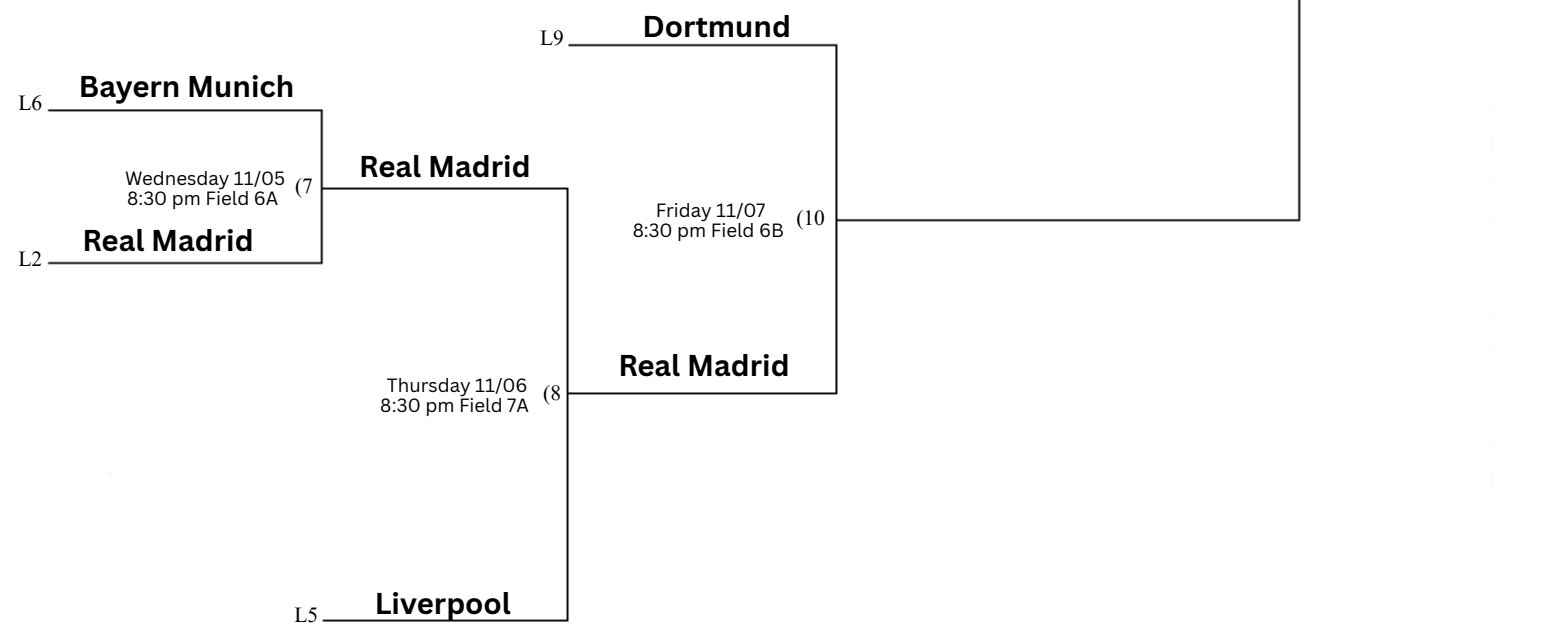 Dortmund
L9
Bayern Munich
L6
Real Madrid
Wednesday 11/05
8:30 pm Field 6A
(7
Friday 11/07
8:30 pm Field 6B
(10
Real Madrid
L2
Real Madrid
Thursday 11/06
8:30 pm Field 7A
(8
Liverpool
L5